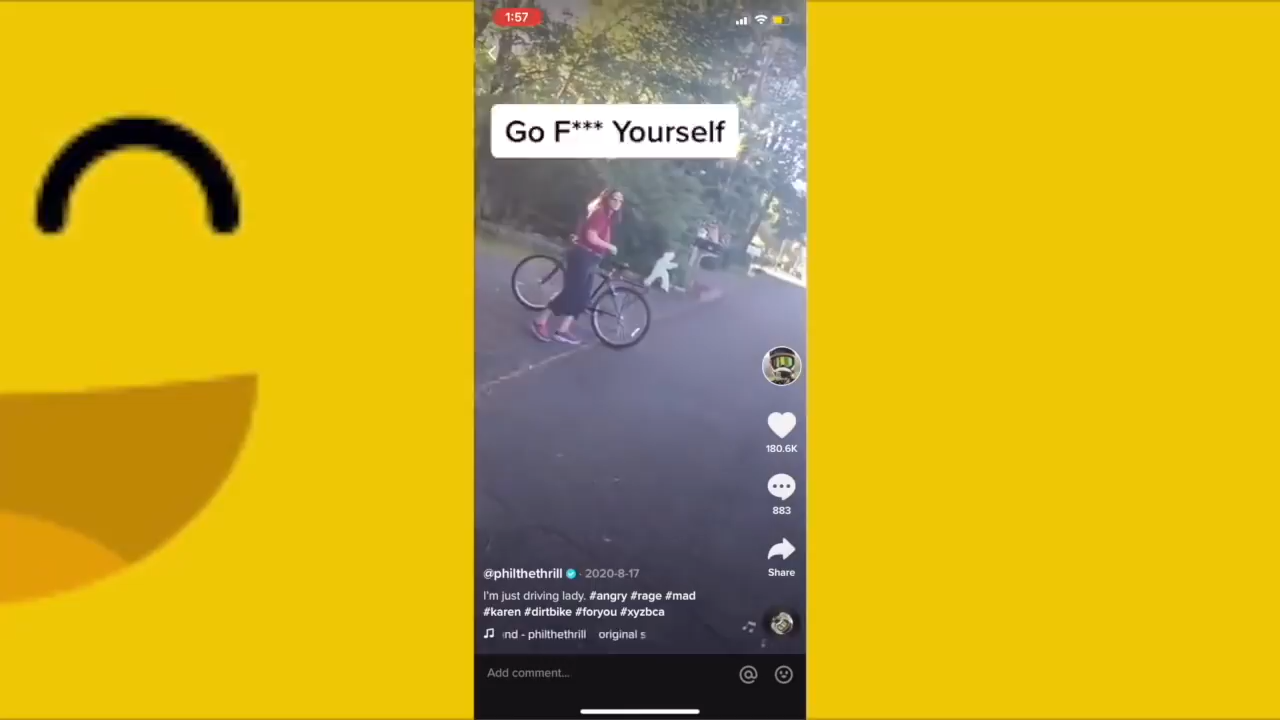 1:57
Go F*** Yourself
180.6K
883
Share
@philthethrill · 2020-8-17
I'm just driving lady. #angry #rage #mad
#karen #dirtbike #foryou #xyzbca
nd - philthethrill original s
Add comment...